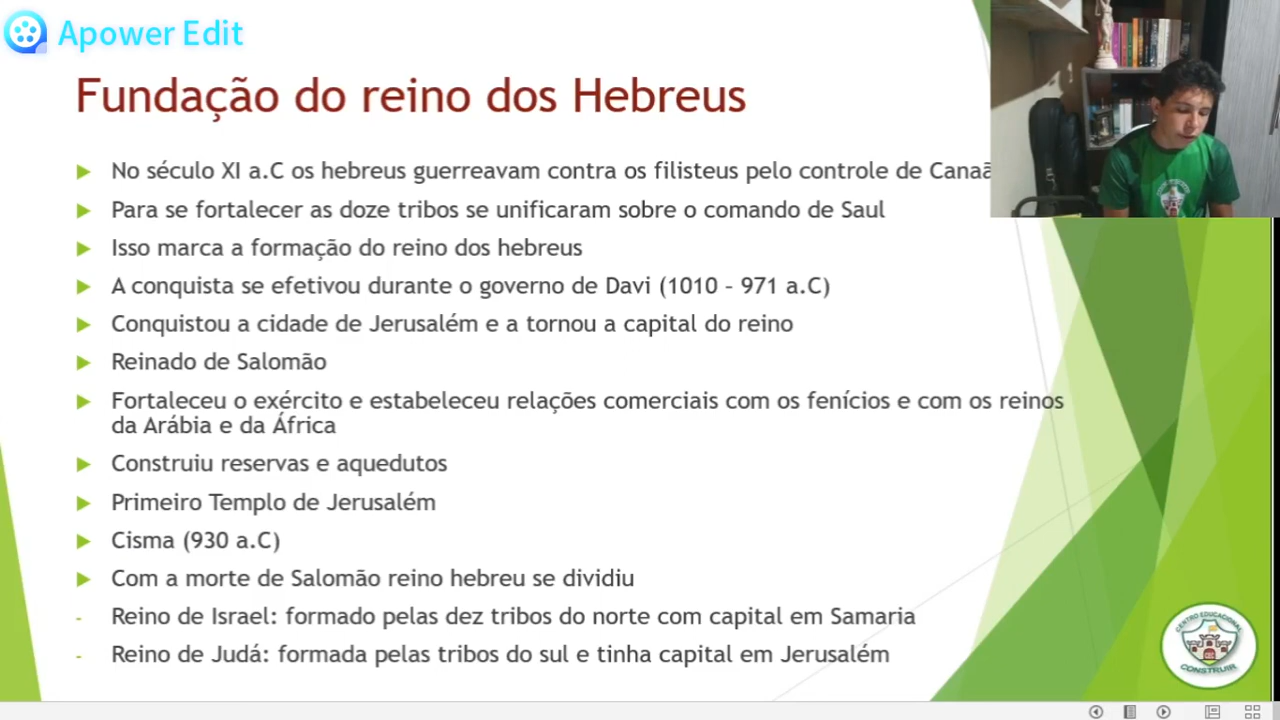 Apower Edit
Fundação do reino dos Hebreus
No século XI a.C os hebreus guerreavam contra os filisteus pelo controle de Canaã
Para se fortalecer as doze tribos se unificaram sobre o comando de Saul
Isso marca a formação do reino dos hebreus
A conquista se efetivou durante o governo de Davi (1010 – 971 a.C)
Conquistou a cidade de Jerusalém e a tornou a capital do reino
Reinado de Salomão
Fortaleceu o exército e estabeleceu relações comerciais com os fenícios e com os reinos
da Arábia e da África
Construiu reservas e aquedutos
Primeiro Templo de Jerusalém
Cisma (930 a.C)
Com a morte de Salomão reino hebreu se dividiu
- Reino de Israel: formado pelas dez tribos do norte com capital em Samaria
- Reino de Judá: formada pelas tribos do sul e tinha capital em Jerusalém
CENTRO EDUCACIONAL
CEC
CONSTRUIR